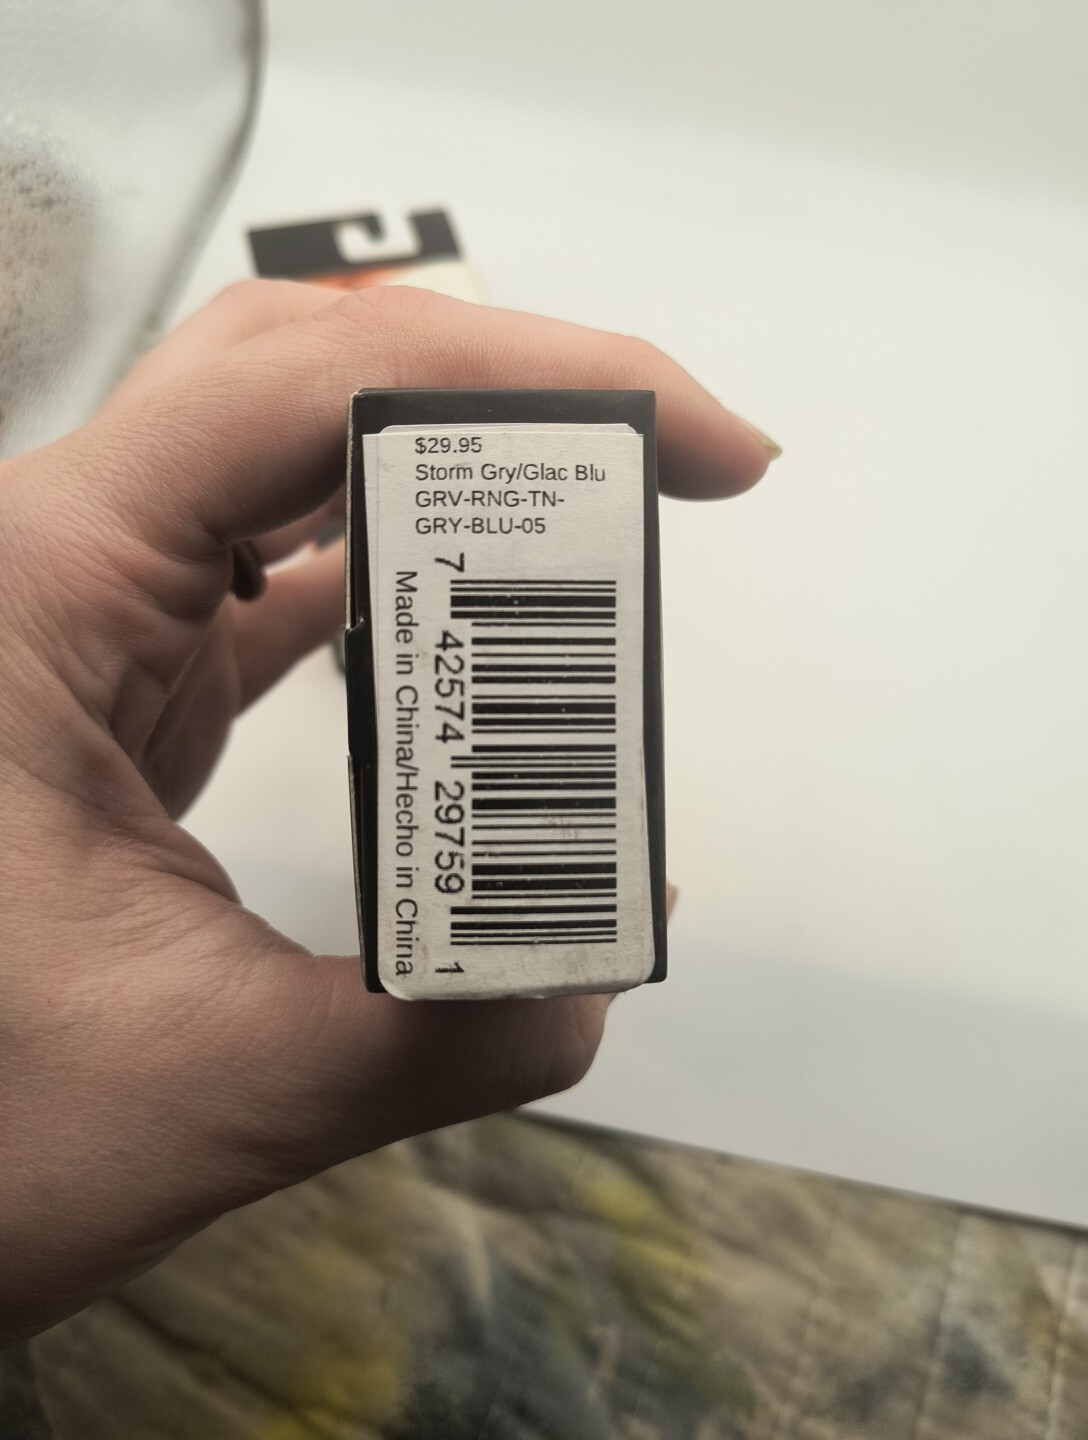 $29.95
Storm Gry/Glac Blu
GRV-RNG-TN-
GRY-BLU-05
7 42574 29759 1
Made in China/Hecho in China